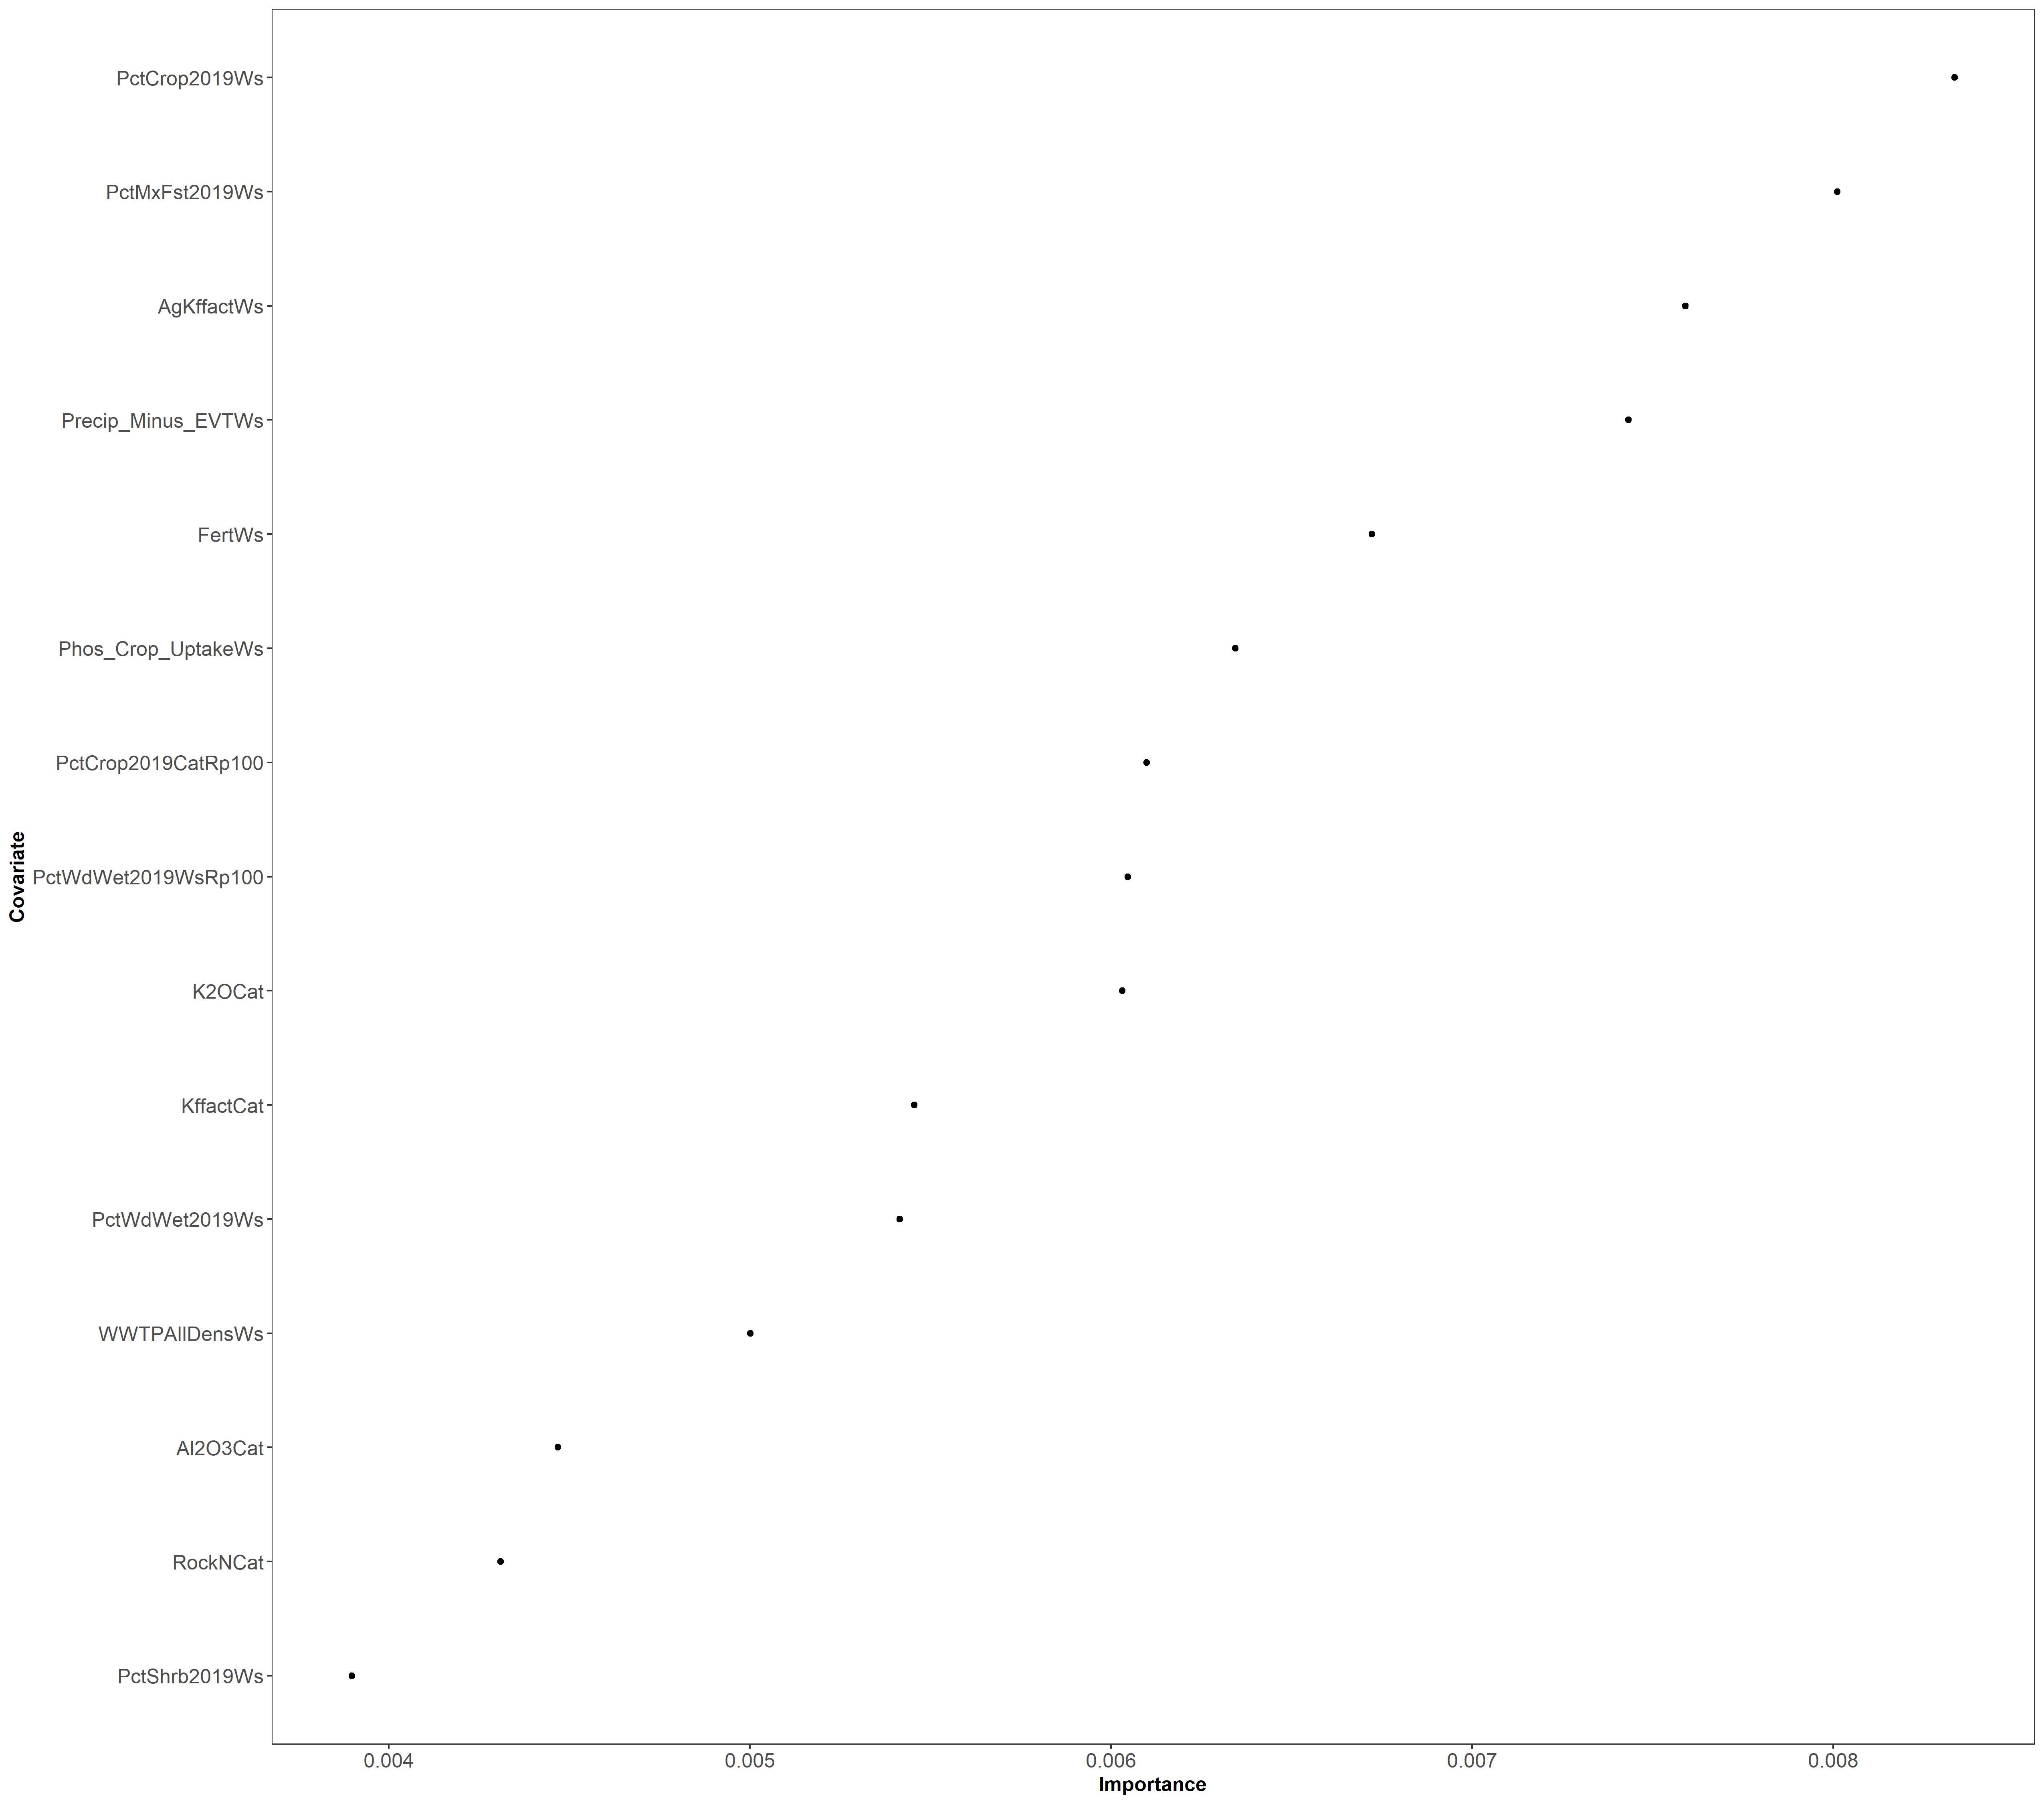 PctCrop2019Ws
PctMxFst2019Ws
AgKffactWs
Precip_Minus_EVTWs
FertWs
Phos_Crop_UptakeWs
PctCrop2019CatRp100
PctWdWet2019WsRp100
K2OCat
KffactCat
PctWdWet2019Ws
WWTPAllDensWs
Al2O3Cat
RockNCat
PctShrb2019Ws
Covariate
0.004 0.005 0.006 0.007 0.008
Importance